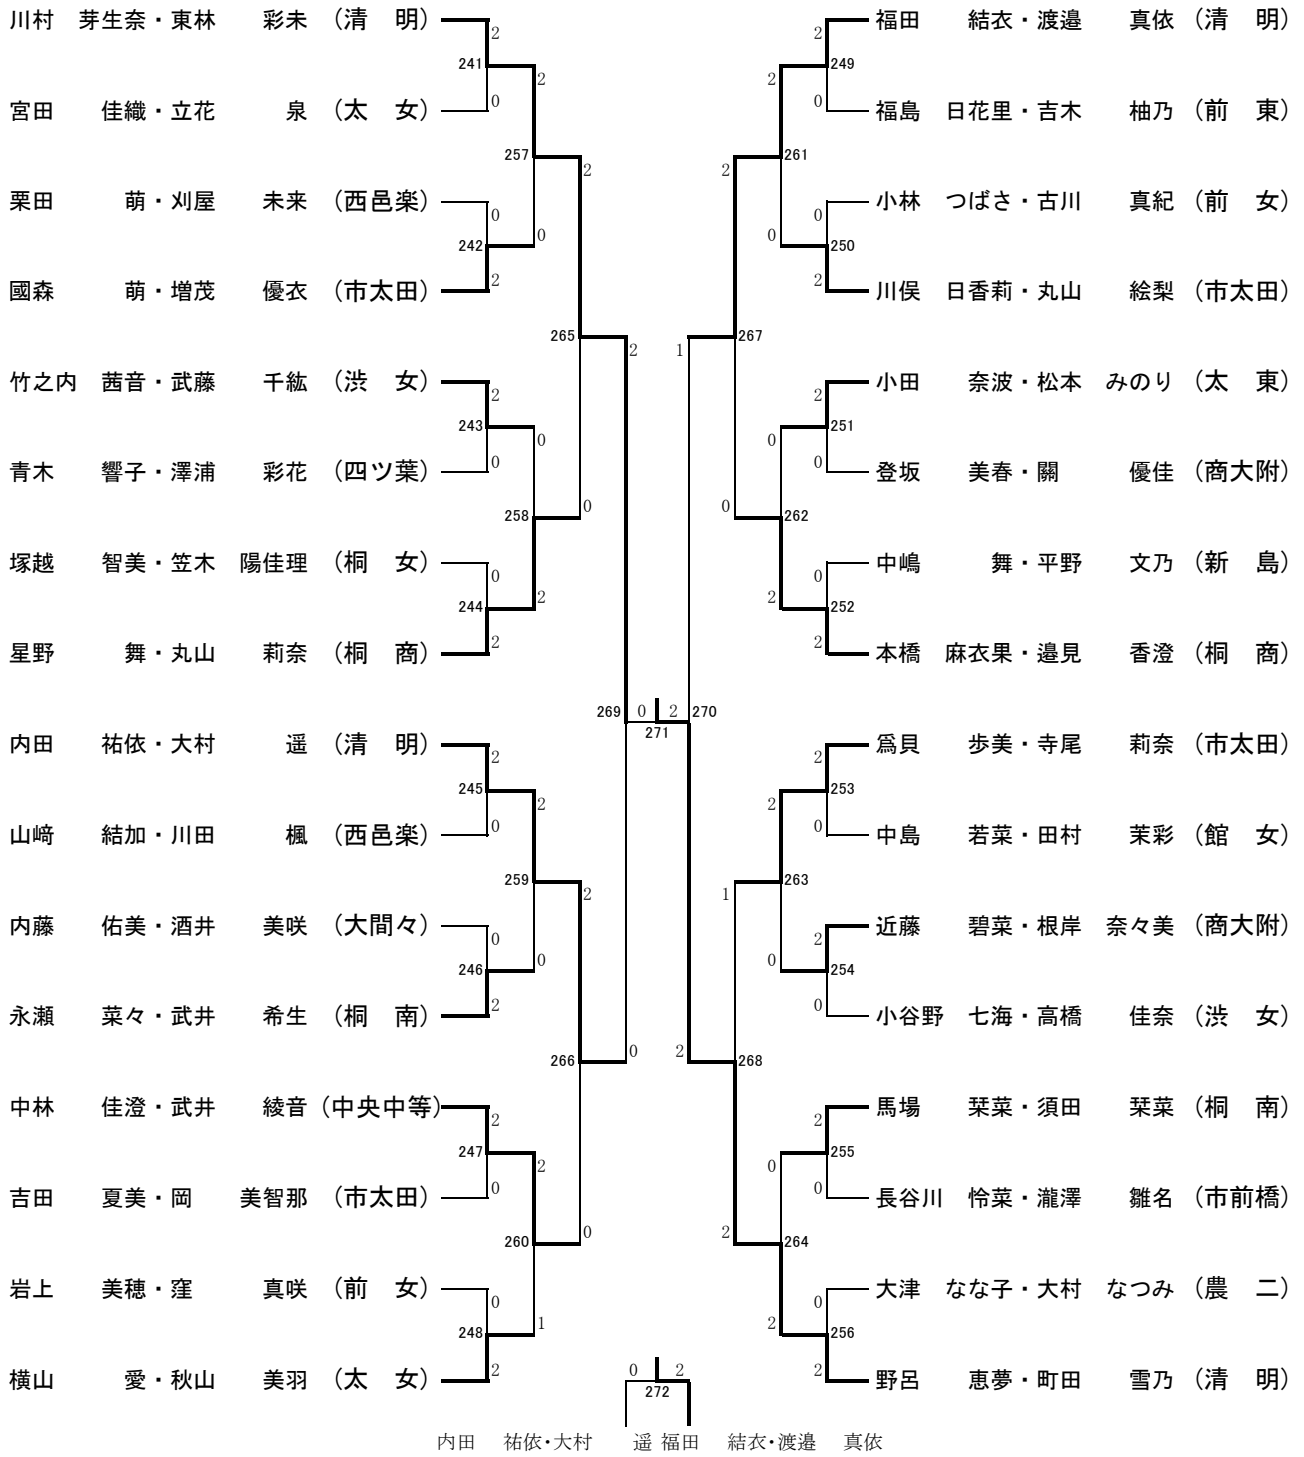 川村　芽生奈・東林　彩未（清　明）
2
241
2
宮田　佳織・立花　泉（太　女）
0
257
2
栗田　萌・刈屋　未来（西邑楽）
0
242
0
國森　萌・増茂　優衣（市太田）
2
265
2
竹之内　茜音・武藤　千紘（渋　女）
2
243
0
青木　響子・澤浦　彩花（四ツ葉）
0
258
0
塚越　智美・笠木　陽佳理（桐　女）
0
244
2
星野　舞・丸山　莉奈（桐　商）
2
269
内田　祐依・大村　遥（清　明）
2
245
2
山﨑　結加・川田　楓（西邑楽）
0
259
2
内藤　佑美・酒井　美咲（大間々）
0
246
0
永瀬　菜々・武井　希生（桐　南）
2
266
0
中林　佳澄・武井　綾音（中央中等）
2
247
2
吉田　夏美・岡　美智那（市太田）
0
260
0
岩上　美穂・窪　真咲（前　女）
0
248
1
横山　愛・秋山　美羽（太　女）
2
0 2
271
福田　結衣・渡邉　真依（清　明）
2
249
2
福島　日花里・吉木　柚乃（前　東）
0
261
2
小林　つばさ・古川　真紀（前　女）
0
250
0
川俣　日香莉・丸山　絵梨（市太田）
2
267
1
小田　奈波・松本　みのり（太　東）
2
251
0
登坂　美春・關　優佳（商大附）
0
262
0
中嶋　舞・平野　文乃（新　島）
0
252
2
本橋　麻衣果・邉見　香澄（桐　商）
2
270
爲貝　歩美・寺尾　莉奈（市太田）
2
253
2
中島　若菜・田村　茉彩（館　女）
0
263
1
近藤　碧菜・根岸　奈々美（商大附）
2
254
0
小谷野　七海・高橋　佳奈（渋　女）
0
268
2
馬場　栞菜・須田　栞菜（桐　南）
2
255
0
長谷川　怜菜・瀧澤　雛名（市前橋）
0
264
2
大津　なな子・大村　なつみ（農　二）
0
256
2
野呂　恵夢・町田　雪乃（清　明）
2
0 2
272
内田　祐依・大村　遥 福田　結衣・渡邉　真依